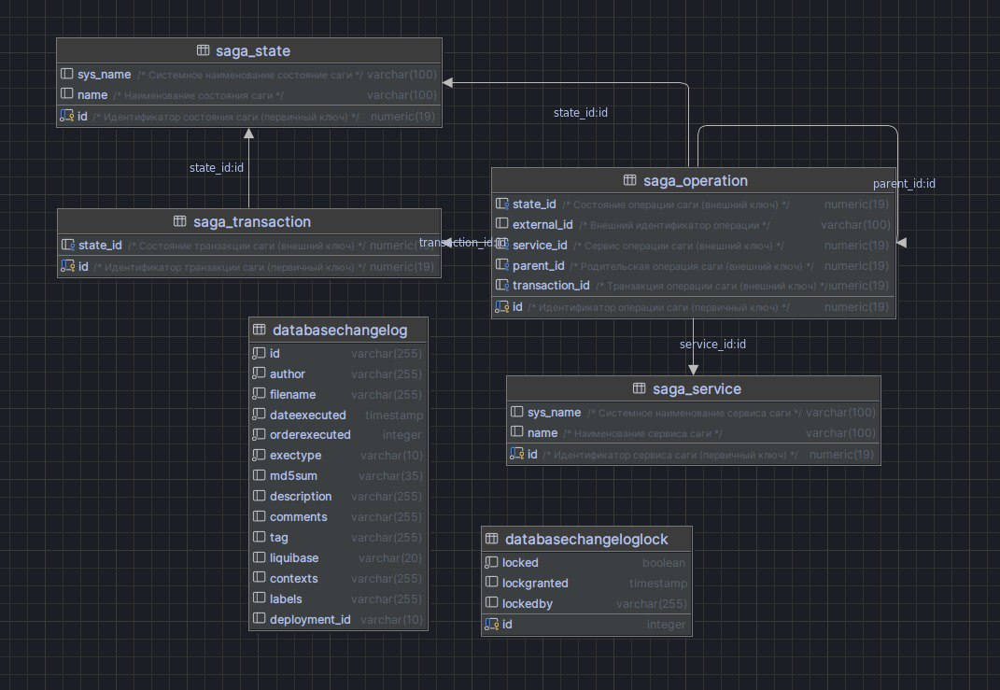 saga_state
sys_name /* Системное наименование состояние саги */ varchar(100)
name /* Наименование состояния саги */ varchar(100)
id /* Идентификатор состояния саги (первичный ключ) */ numeric(19)
state_id:id
state_id:id
saga_transaction
state_id /* Состояние транзакции саги (внешний ключ) */ numeric(19)
id /* Идентификатор транзакции саги (первичный ключ) */ numeric(19)
transaction_id:id
saga_operation
parent_id:id
state_id /* Состояние операции саги (внешний ключ) */ numeric(19)
external_id /* Внешний идентификатор операции */ varchar(100)
service_id /* Сервис операции саги (внешний ключ) */ numeric(19)
parent_id /* Родительская операция саги (внешний ключ) */ numeric(19)
transaction_id /* Транзакция операции саги (внешний ключ) */ numeric(19)
id /* Идентификатор операции саги (первичный ключ) */ numeric(19)
service_id:id
databasechangelog
id varchar(255)
author varchar(255)
filename varchar(255)
dateexecuted timestamp
orderexecuted integer
exectype varchar(10)
md5sum varchar(35)
description varchar(255)
comments varchar(255)
tag varchar(255)
liquibase varchar(20)
contexts varchar(255)
labels varchar(255)
deployment_id varchar(10)
saga_service
sys_name /* Системное наименование сервиса саги */ varchar(100)
name /* Наименование сервиса саги */ varchar(100)
id /* Идентификатор сервиса саги (первичный ключ) */ numeric(19)
databasechangeloglock
locked boolean
lockgranted timestamp
lockedby varchar(255)
id integer